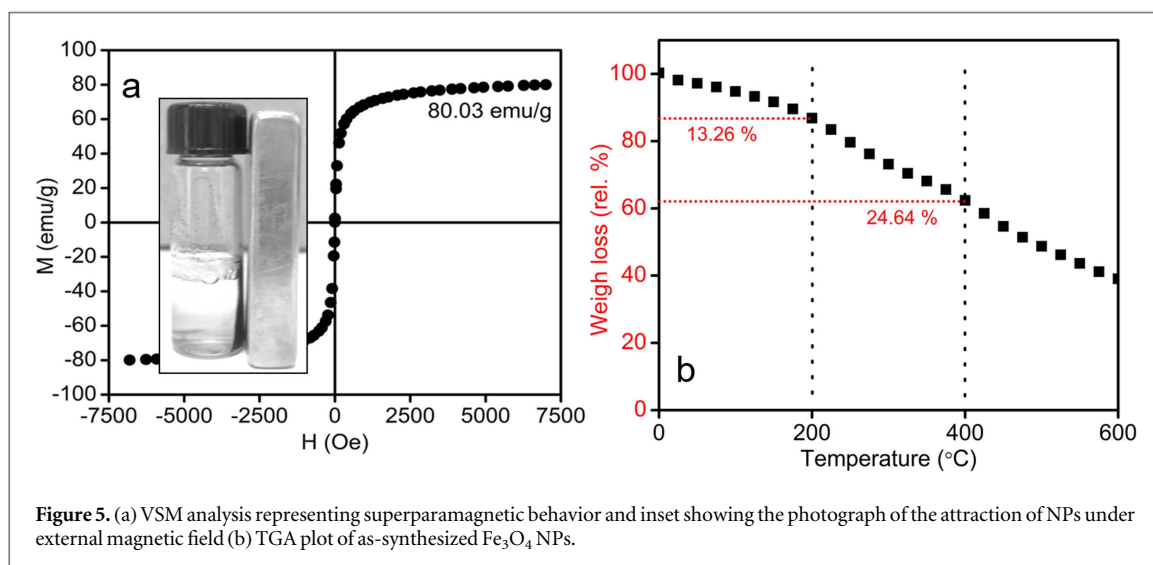 100
80
60
40
20
0
-20
-40
-60
-80
-100
M (emu/g)
a
80.03 emu/g
-7500 -5000 -2500 0 2500 5000 7500
H (Oe)
100
80
60
40
20
0
Weigh loss (rel. %)
13.26 %
24.64 %
b
0 200 400 600
Temperature (°C)
Figure 5. (a) VSM analysis representing superparamagnetic behavior and inset showing the photograph of the attraction of NPs under
external magnetic field (b) TGA plot of as-synthesized Fe₃O₄ NPs.